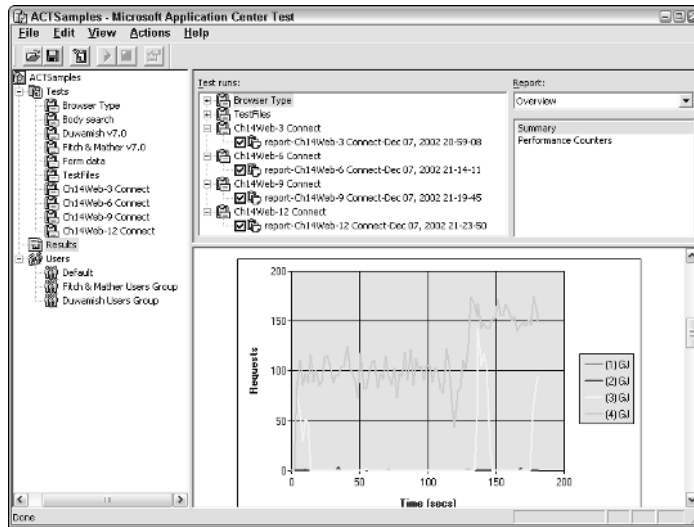 ACTSamples - Microsoft Application Center Test
File Edit View Actions Help
ACTSamples
Tests
Browser Type
Body search
Duwamish v7.0
Fitch & Mather v7.0
Form data
TestFiles
Ch14Web-3 Connect
Ch14Web-6 Connect
Ch14Web-9 Connect
Ch14Web-12 Connect
Results
Users
Default
Fitch & Mather Users Group
Duwamish Users Group
Test runs:
Browser Type
TestFiles
Ch14Web-3 Connect
report-Ch14Web-3 Connect-Dec 07, 2002 20-59-08
Ch14Web-6 Connect
report-Ch14Web-6 Connect-Dec 07, 2002 21-14-11
Ch14Web-9 Connect
report-Ch14Web-9 Connect-Dec 07, 2002 21-19-45
Ch14Web-12 Connect
report-Ch14Web-12 Connect-Dec 07, 2002 21-23-50
Report:
Overview
Summary
Performance Counters
200
150
100
50
0
Requests
0 50 100 150 200
Time (secs)
(1) GJ
(2) GJ
(3) GJ
(4) GJ
Done